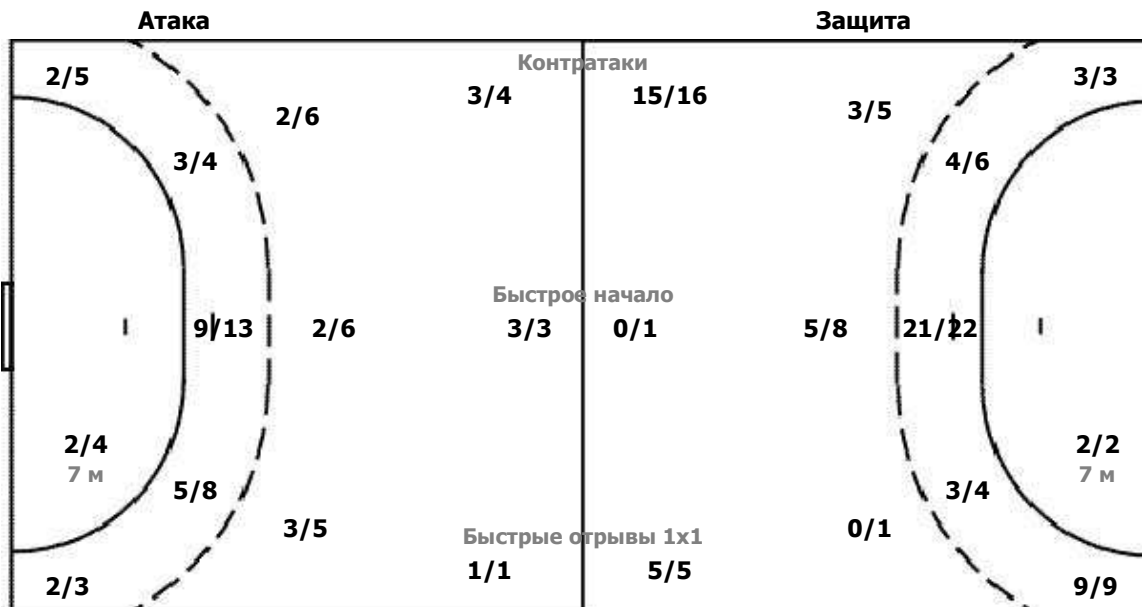 Атака Защита
Контратаки
2/5 3/4 15/16 3/3
2/6 3/5
3/4 4/6
Быстрое начало
9/13 2/6 3/3 0/1 5/8 21/22
2/4 2/2
7 м 7 м
5/8 3/4
3/5 Быстрые отрывы 1x1 0/1
2/3 1/1 5/5 9/9